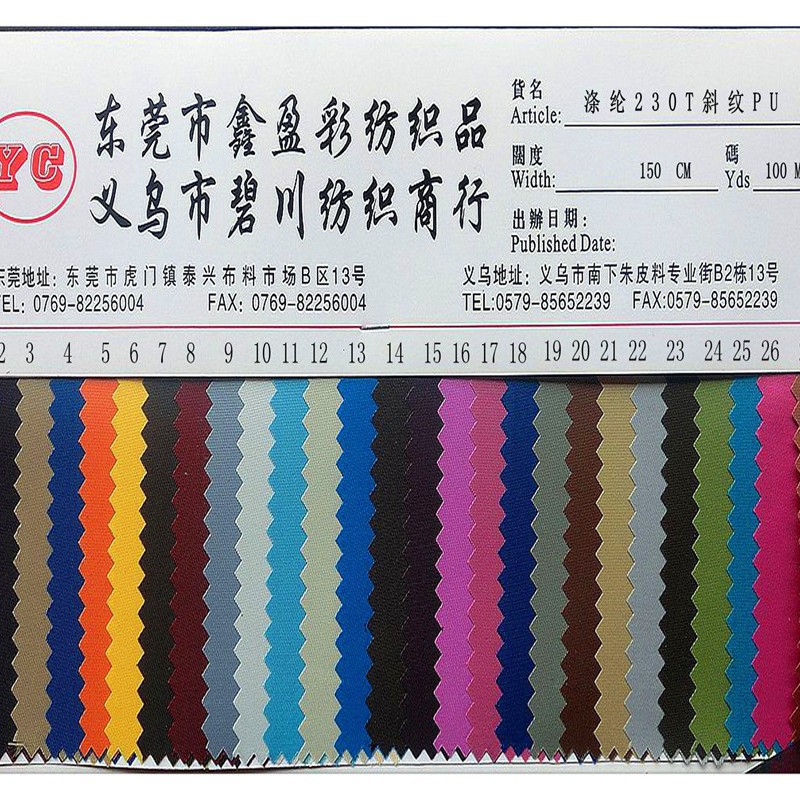 YC
东莞市鑫盈彩纺织品
义乌市碧川纺织商行
貨名
Article: 涤纶230T斜纹PU
闊度
Width: 150 CM
碼
Yds 100 M
出辦日期:
Published Date:
东莞地址: 东莞市虎门镇泰兴布料市场B区13号
TEL: 0769-82256004 FAX: 0769-82256004
义乌地址: 义乌市南下朱皮料专业街B2栋13号
TEL:0579-85652239 FAX:0579-85652239
2 3 4 5 6 7 8 9 10 11 12 13 14 15 16 17 18 19 20 21 22 23 24 25 26